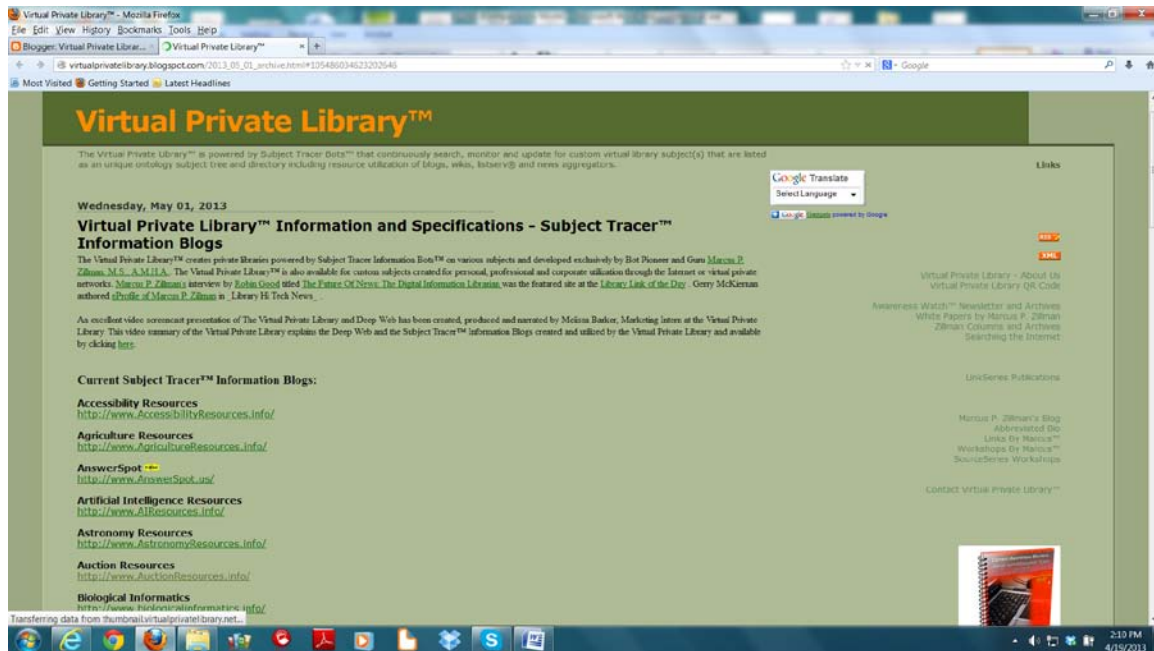 Virtual Private Library™ - Mozilla Firefox
File Edit View History Bookmarks Tools Help
Blogger: Virtual Private Librar...
Virtual Private Library™
virtualprivatelibrary.blogspot.com/2013_05_01_archive.html#105486034623202646
Google
Most Visited Getting Started Latest Headlines
Virtual Private Library™
The Virtual Private Library™ is powered by Subject Tracer Bots™ that continuously search, monitor and update for custom virtual library subject(s) that are listed
as an unique ontology subject tree and directory including resource utilization of blogs, wikis, listserv® and news aggregators.
Links
Google Translate
Select Language
Google Gadgets powered by Google
Wednesday, May 01, 2013
Virtual Private Library™ Information and Specifications - Subject Tracer™
Information Blogs
The Virtual Private Library™ creates private libraries powered by Subject Tracer Information Bots™ on various subjects and developed exclusively by Bot Pioneer and Guru Marcus P.
Zillman, M.S., A.M.H.A. The Virtual Private Library™ is also available for custom subjects created for personal, professional and corporate utilization through the Internet or virtual private
networks. Marcus P. Zillman's interview by Robin Good titled The Future Of News: The Digital Information Librarian was the featured site at the Library Link of the Day . Gerry McKiernan
authored eProfile of Marcus P. Zillman in _Library Hi Tech News_ .
An excellent video screencast presentation of The Virtual Private Library and Deep Web has been created, produced and narrated by Melissa Barker, Marketing Intern at the Virtual Private
Library. This video summary of the Virtual Private Library explains the Deep Web and the Subject Tracer™ Information Blogs created and utilized by the Virtual Private Library and available
by clicking here.
Current Subject Tracer™ Information Blogs:
Accessibility Resources
http://www.AccessibilityResources.info/
Agriculture Resources
http://www.AgricultureResources.info/
AnswerSpot
http://www.AnswerSpot.us/
Artificial Intelligence Resources
http://www.AIResources.info/
Astronomy Resources
http://www.AstronomyResources.info/
Auction Resources
http://www.AuctionResources.info/
Biological Informatics
http://www.biologicalinformatics.info/
RSS
XML
Virtual Private Library - About Us
Virtual Private Library QR Code
Awareness Watch™ Newsletter and Archives
White Papers by Marcus P. Zillman
Zillman Columns and Archives
Searching the Internet
LinkSeries Publications
Marcus P. Zillman's Blog
Abbreviated Bio
Links By Marcus™
Workshops By Marcus™
SourceSeries Workshops
Contact Virtual Private Library™
Transferring data from thumbnail.virtualprivatelibrary.net...
2:10 PM
4/19/2013